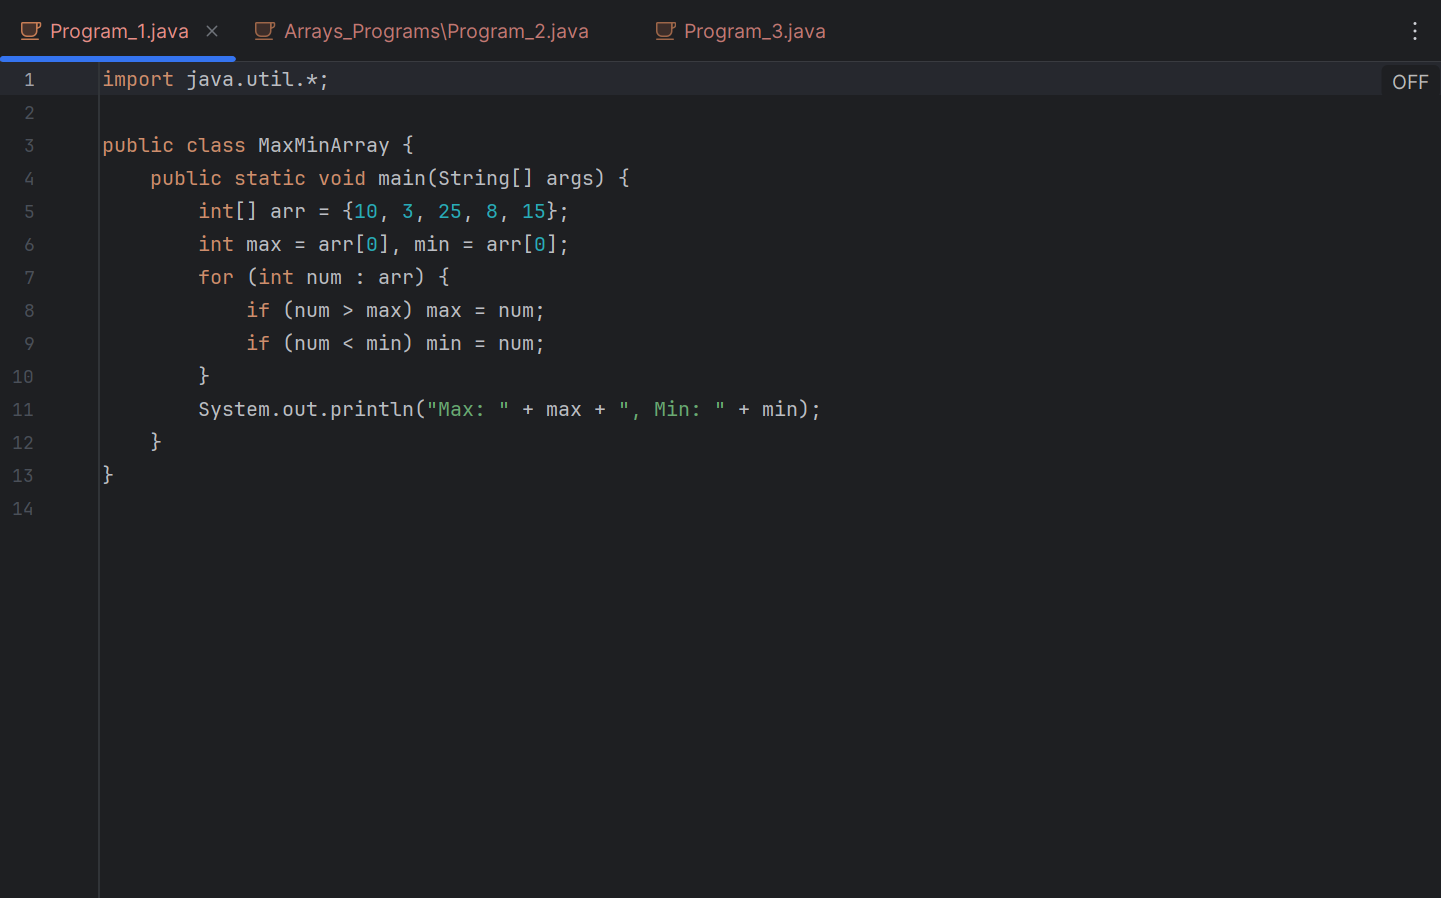 Program_1.java Arrays_Programs\Program_2.java Program_3.java
OFF
1 import java.util.*;
2
3 public class MaxMinArray {
4     public static void main(String[] args) {
5         int[] arr = {10, 3, 25, 8, 15};
6         int max = arr[0], min = arr[0];
7         for (int num : arr) {
8             if (num > max) max = num;
9             if (num < min) min = num;
10         }
11         System.out.println("Max: " + max + ", Min: " + min);
12     }
13 }
14